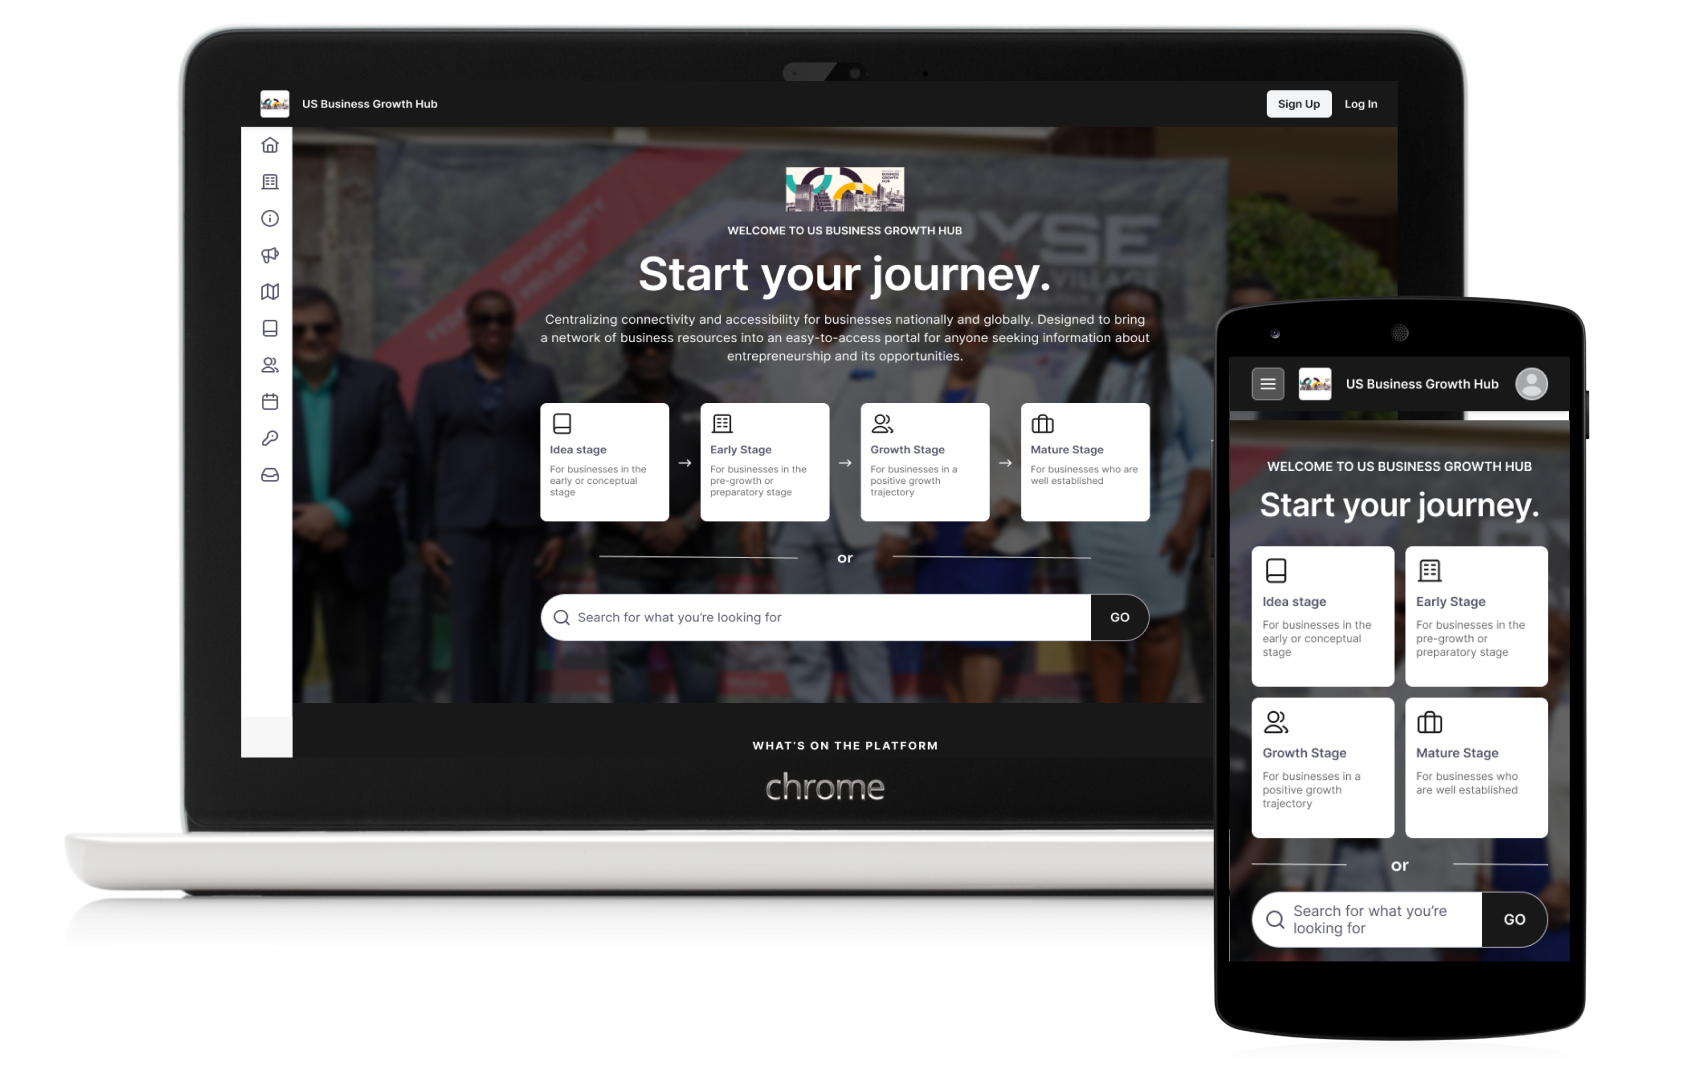 US Business Growth Hub
Sign Up
Log In
BUSINESS
GROWTH
HUB
OPPORTUNITY
PROJECT
RYSE
VILLAGE
WELCOME TO US BUSINESS GROWTH HUB
Start your journey.
Centralizing connectivity and accessibility for businesses nationally and globally. Designed to bring
a network of business resources into an easy-to-access portal for anyone seeking information about
entrepreneurship and its opportunities.
Idea stage
For businesses in the
early or conceptual
stage
→
Early Stage
For businesses in the
pre-growth or
preparatory stage
→
Growth Stage
For businesses in a
positive growth
trajectory
→
Mature Stage
For businesses who are
well established
or
Search for what you're looking for
GO
WHAT'S ON THE PLATFORM
chrome
US Business Growth Hub
WELCOME TO US BUSINESS GROWTH HUB
Start your journey.
Idea stage
For businesses in the
early or conceptual
stage
Early Stage
For businesses in the
pre-growth or
preparatory stage
Growth Stage
For businesses in a
positive growth
trajectory
Mature Stage
For businesses who
are well established
or
Search for what you're
looking for
GO